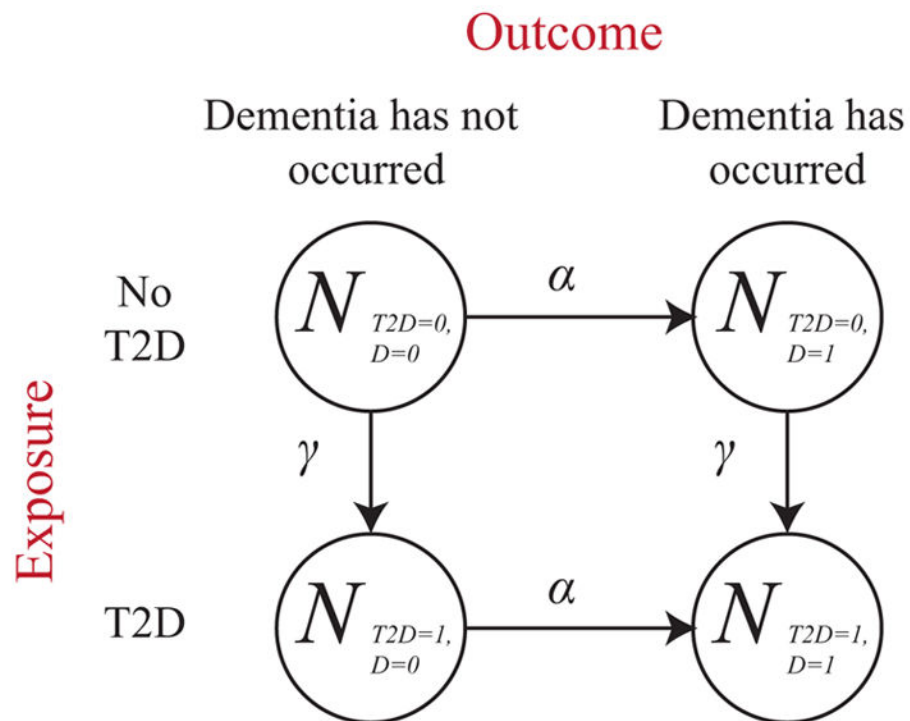 Outcome
Dementia has not
occurred
Dementia has
occurred
Exposure
No
T2D
N T2D=0,
D=0
α
N T2D=0,
D=1
γ
γ
T2D
N T2D=1,
D=0
α
N T2D=1,
D=1